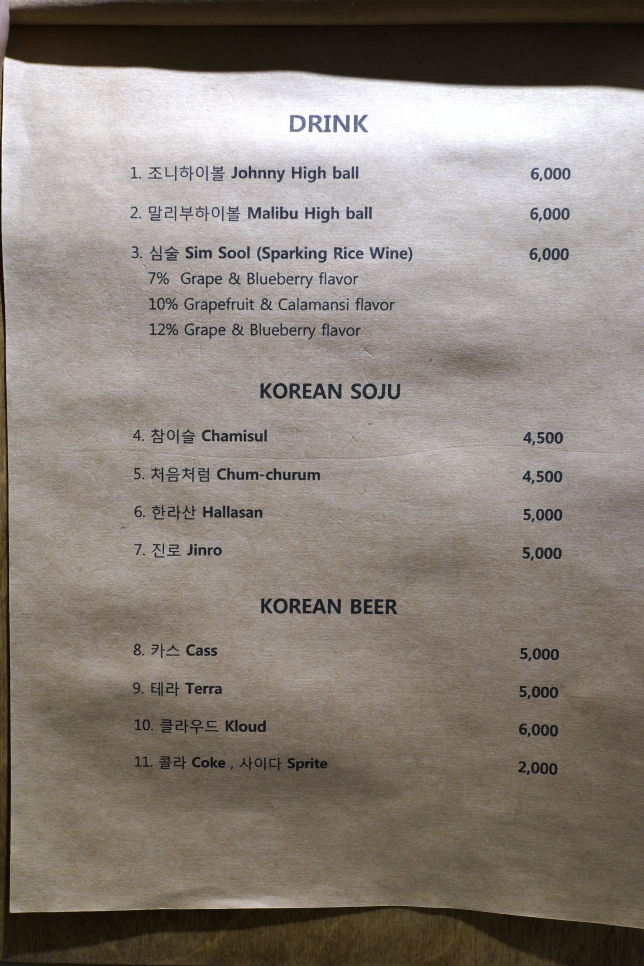 DRINK
1. 조니하이볼 Johnny High ball 6,000
2. 말리부하이볼 Malibu High ball 6,000
3. 심술 Sim Sool (Sparking Rice Wine) 6,000
7% Grape & Blueberry flavor
10% Grapefruit & Calamansi flavor
12% Grape & Blueberry flavor
KOREAN SOJU
4. 참이슬 Chamisul 4,500
5. 처음처럼 Chum-churum 4,500
6. 한라산 Hallasan 5,000
7. 진로 Jinro 5,000
KOREAN BEER
8. 카스 Cass 5,000
9. 테라 Terra 5,000
10. 클라우드 Kloud 6,000
11. 콜라 Coke , 사이다 Sprite 2,000